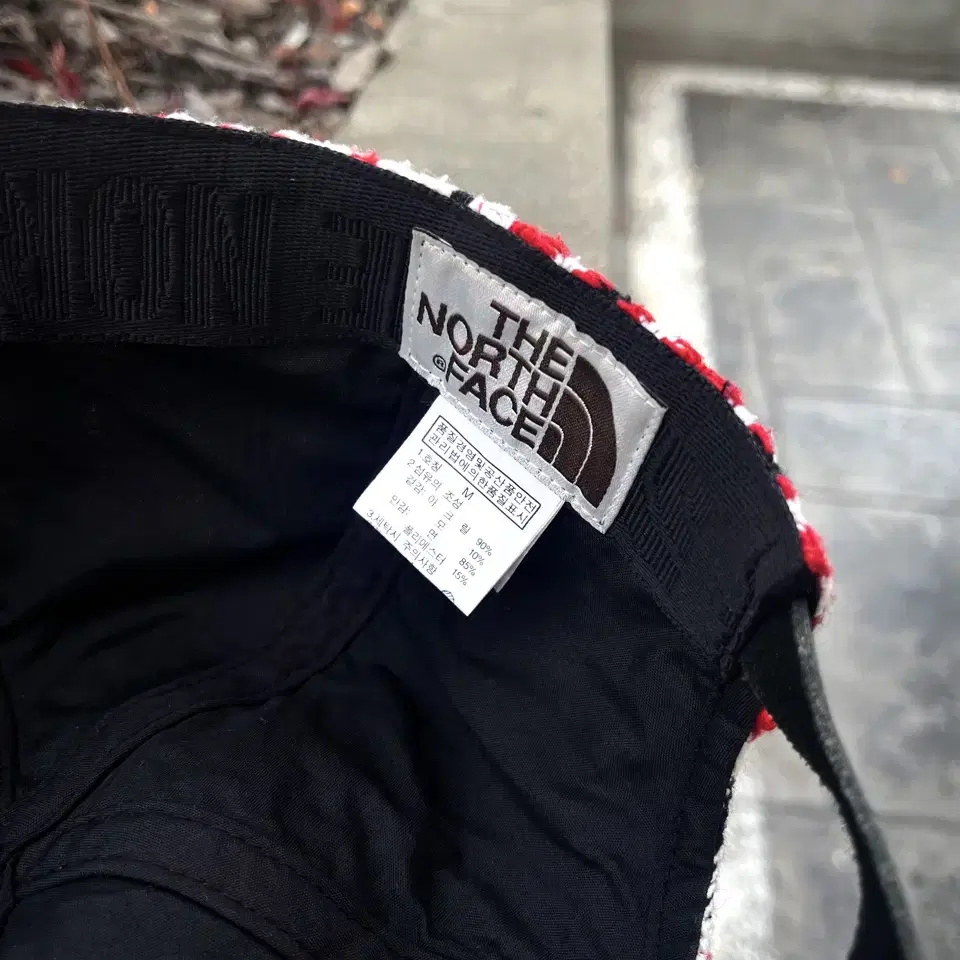 THE
NORTH
FACE
®
품질경영및공산품안전
관리법에의한품질표시
1.호칭 M
2.섬유의 조성
겉감: 아 크 릴 90%
모 10%
안감: 면 85%
폴리에스터 15%
3.세탁시 주의사항